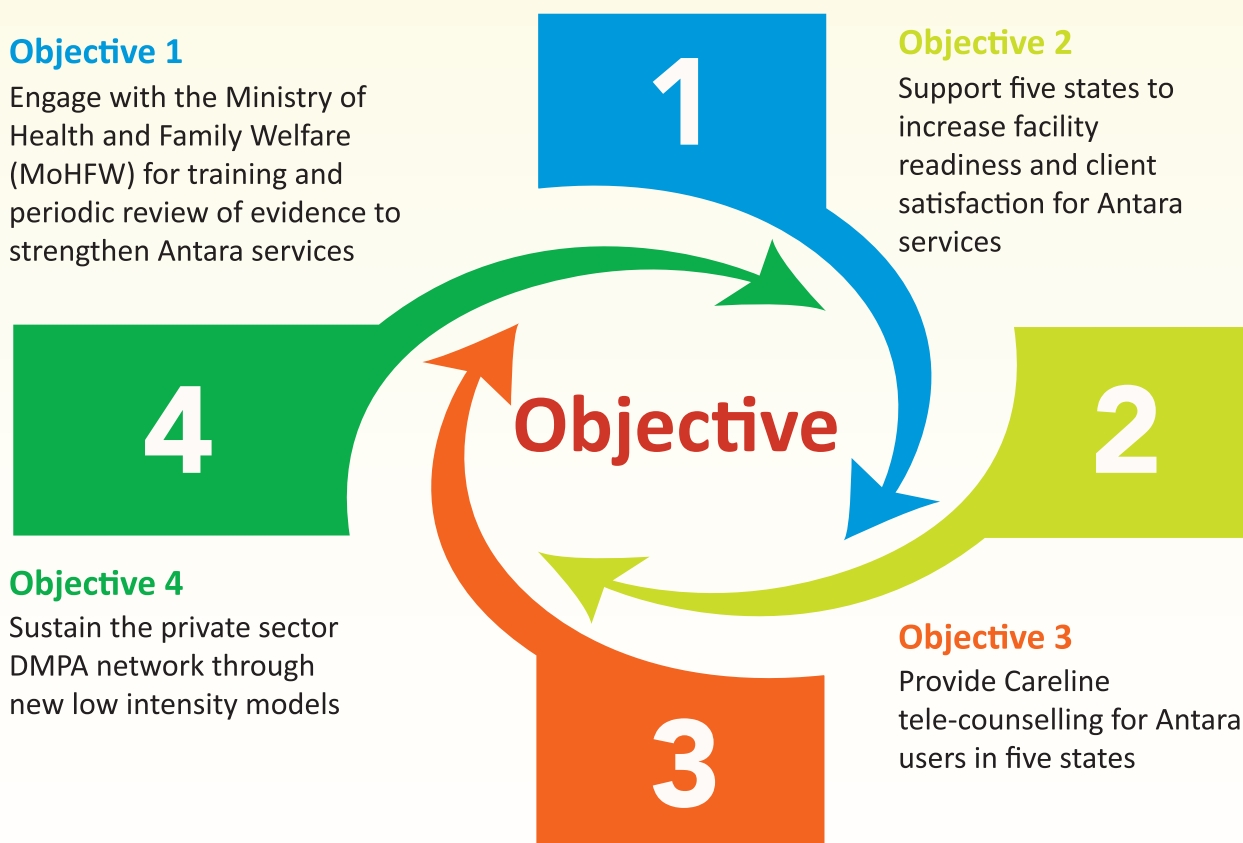 Objective 1
Engage with the Ministry of
Health and Family Welfare
(MoHFW) for training and
periodic review of evidence to
strengthen Antara services
1
Objective 2
Support five states to
increase facility
readiness and client
satisfaction for Antara
services
4
Objective
2
Objective 4
Sustain the private sector
DMPA network through
new low intensity models
3
Objective 3
Provide Careline
tele-counselling for Antara
users in five states